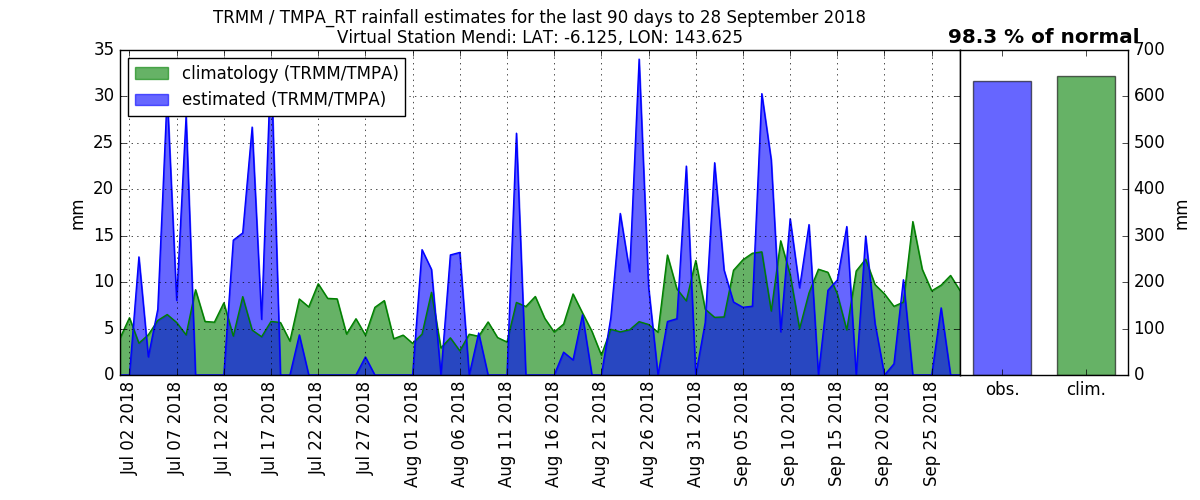 TRMM / TMPA_RT rainfall estimates for the last 90 days to 28 September 2018
Virtual Station Mendi: LAT: -6.125, LON: 143.625
98.3 % of normal
climatology (TRMM/TMPA)
estimated (TRMM/TMPA)
35
30
25
20
15
10
5
0
mm
Jul 02 2018
Jul 07 2018
Jul 12 2018
Jul 17 2018
Jul 22 2018
Jul 27 2018
Aug 01 2018
Aug 06 2018
Aug 11 2018
Aug 16 2018
Aug 21 2018
Aug 26 2018
Aug 31 2018
Sep 05 2018
Sep 10 2018
Sep 15 2018
Sep 20 2018
Sep 25 2018
700
600
500
400
300
200
100
0
mm
obs.
clim.